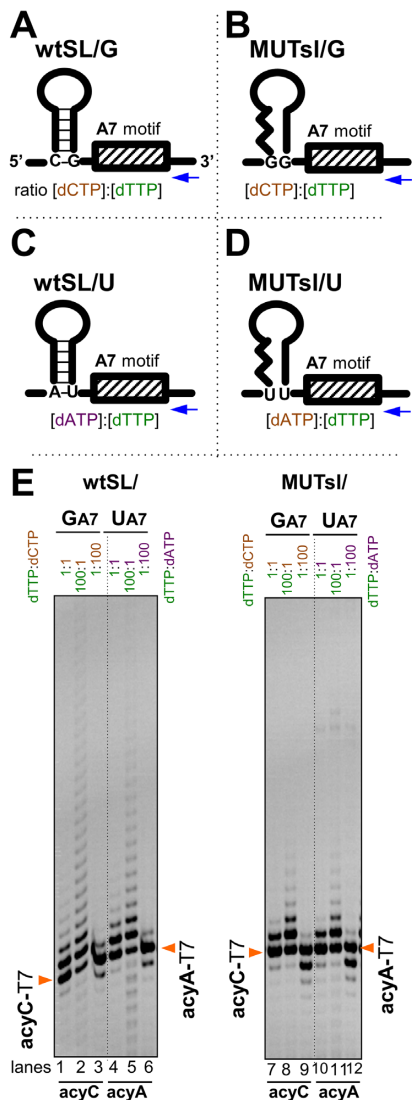 A
wtSL/G
B
MUTsl/G
A7 motif
5’
C-G
3’
GG
ratio [dCTP]:[dTTP]
[dCTP]:[dTTP]
C
wtSL/U
D
MUTsl/U
A7 motif
A7 motif
A-U
U U
[dATP]:[dTTP]
[dATP]:[dTTP]
E
wtSL/
MUTsl/
GA7
UA7
GA7
UA7
dTTP:dCTP
1:1
100:1
1:100
1:1
100:1
1:100
dTTP:dATP
dTTP:dCTP
1:1
100:1
1:100
1:1
100:1
1:100
dTTP:dATP
acyC-T7
acyA-T7
acyC-T7
acyA-T7
lanes 1 2 3 4 5 6
7 8 9 10 11 12
acyC acyA
acyC acyA